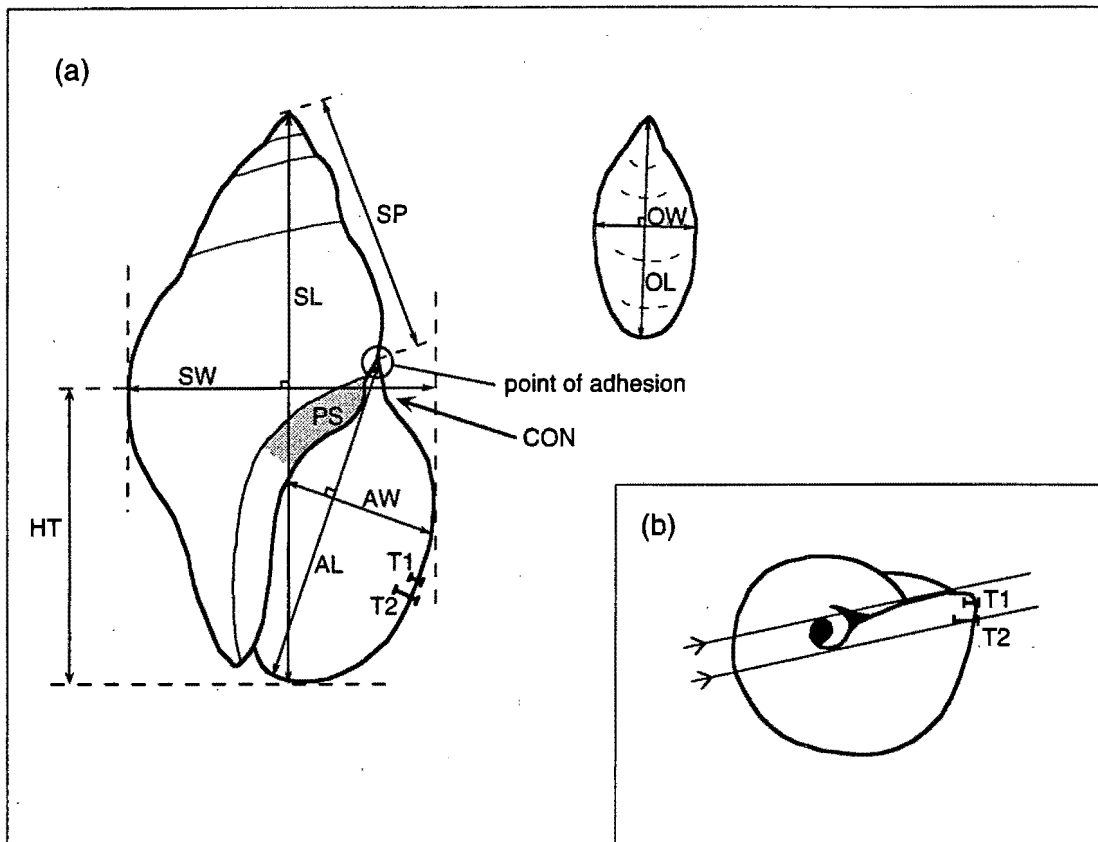 (a)
SP
OW
SL
OL
SW
point of adhesion
PS
CON
AW
HT
AL
T1
T2
(b)
T1
T2